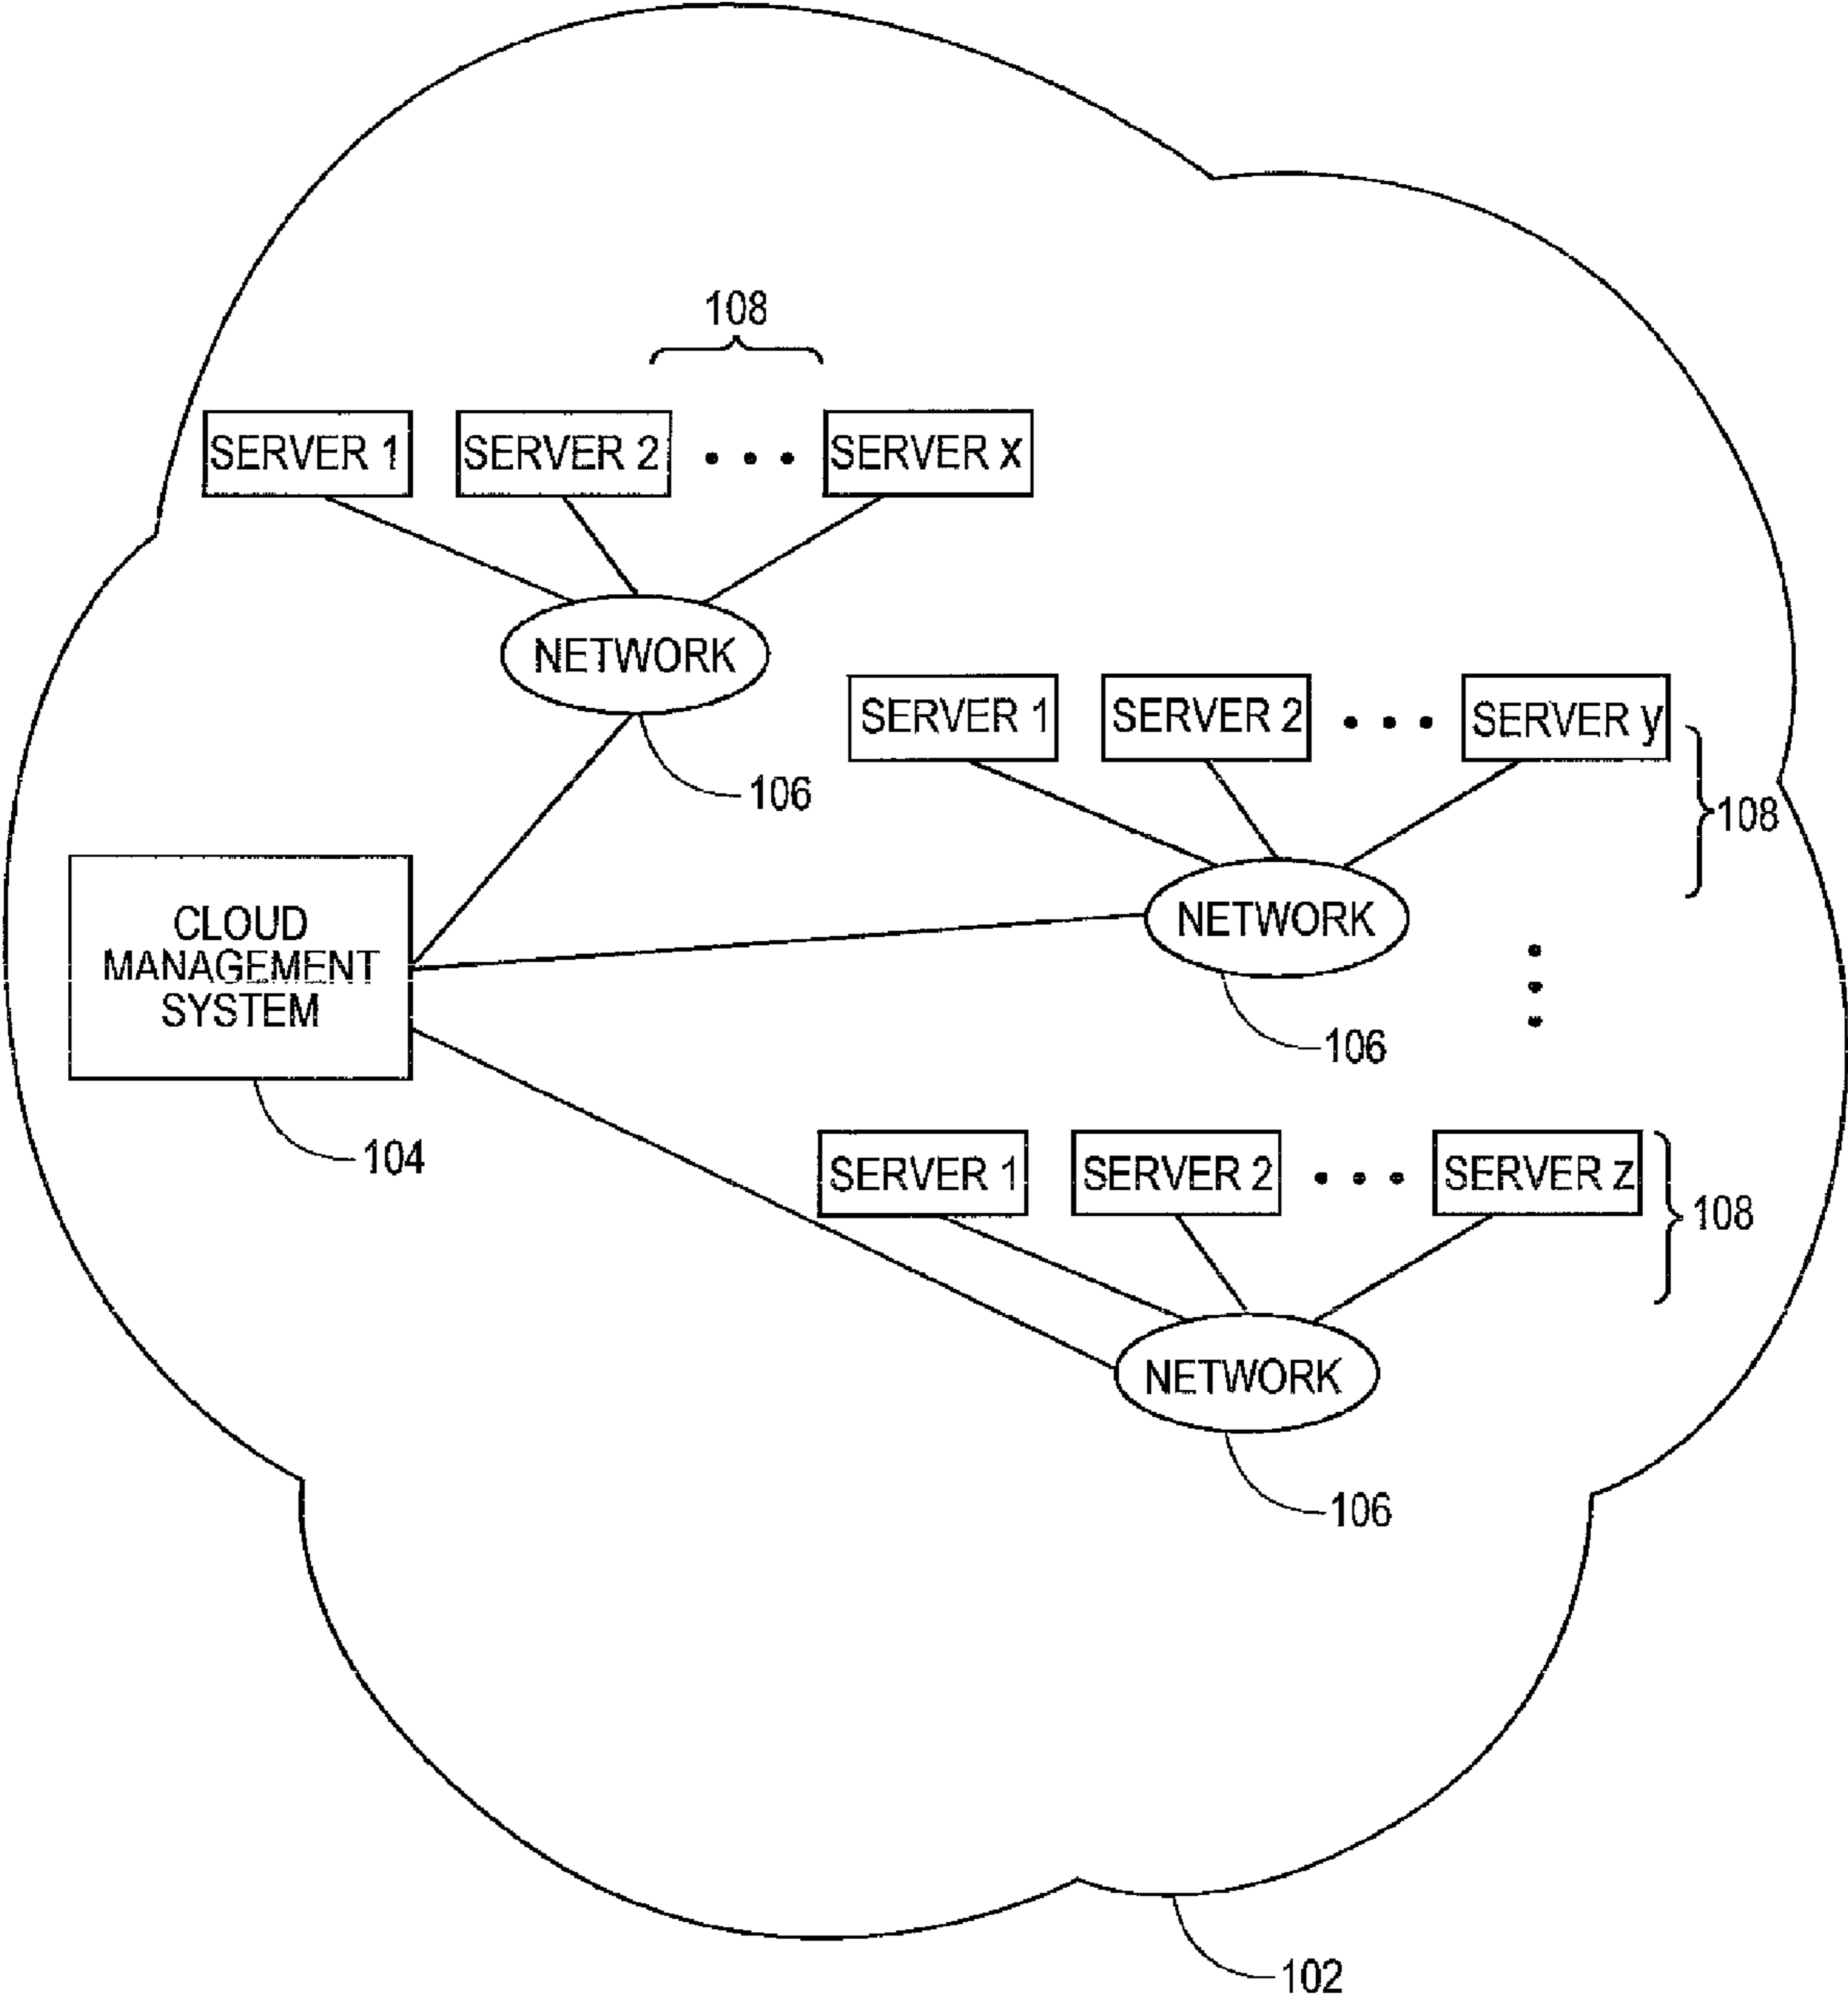 108
SERVER 1
SERVER 2
SERVER x
NETWORK
106
SERVER 1
SERVER 2
SERVER y
108
NETWORK
106
CLOUD
MANAGEMENT
SYSTEM
104
SERVER 1
SERVER 2
SERVER z
108
NETWORK
106
102